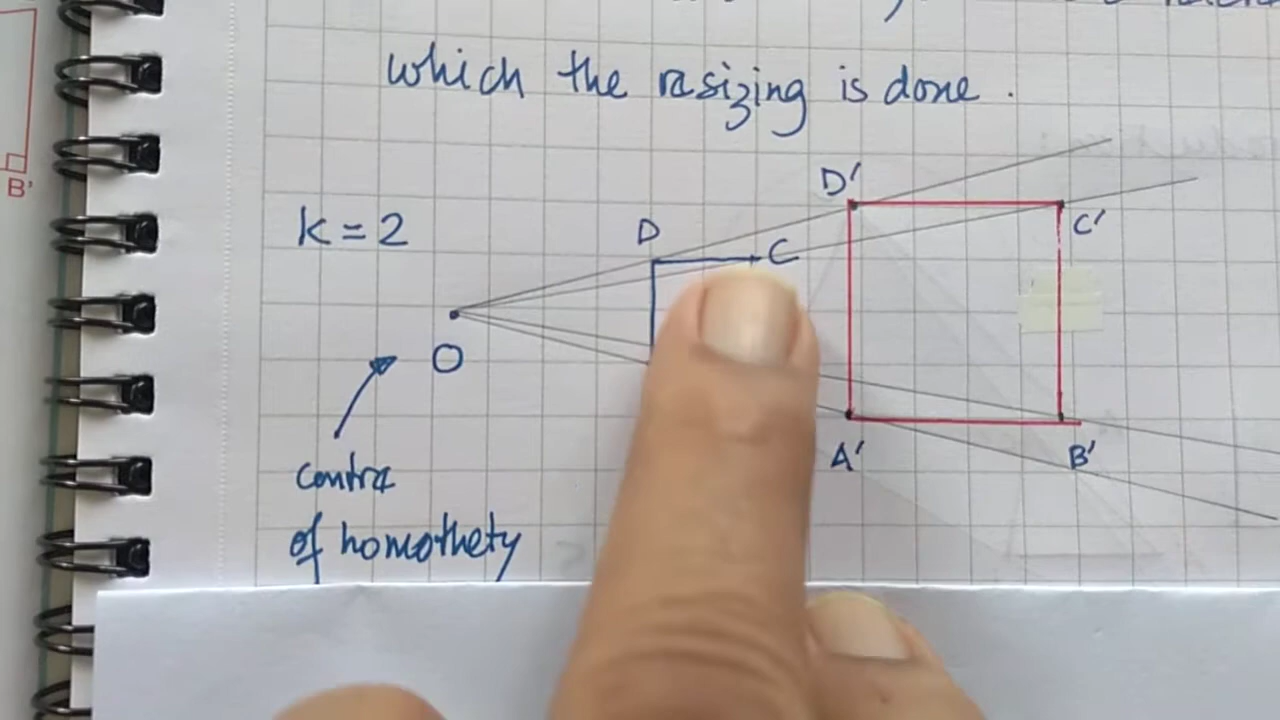 which the resizing is done.
D'
B'
k = 2
D
C
C'
O
A'
B'
centre
of homothety